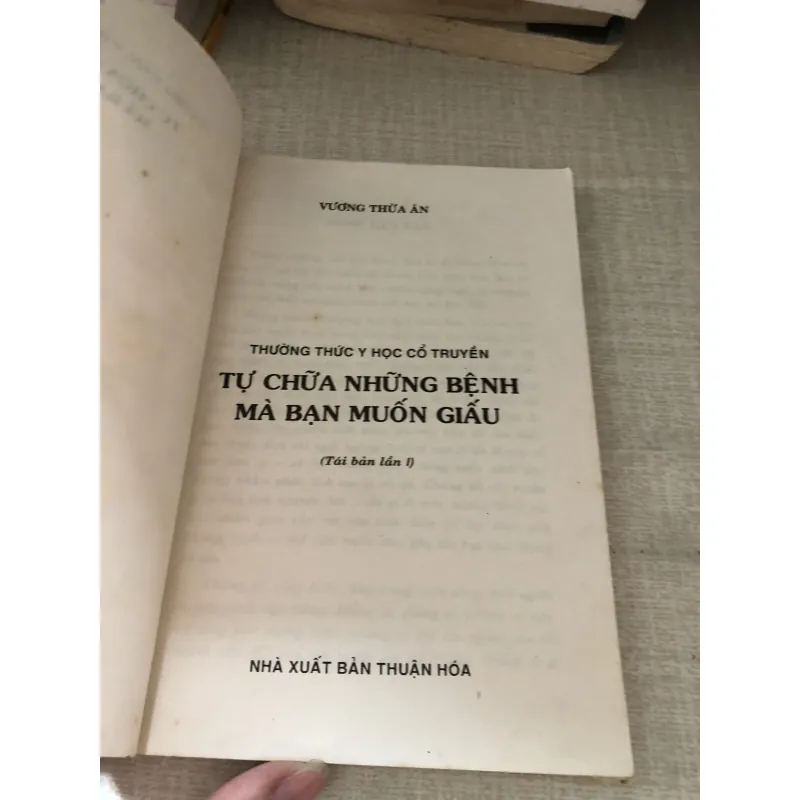 VƯƠNG THỪA ÂN
THƯỜNG THỨC Y HỌC CỔ TRUYỀN
TỰ CHỮA NHỮNG BỆNH
MÀ BẠN MUỐN GIẤU
(Tái bản lần 1)
NHÀ XUẤT BẢN THUẬN HÓA